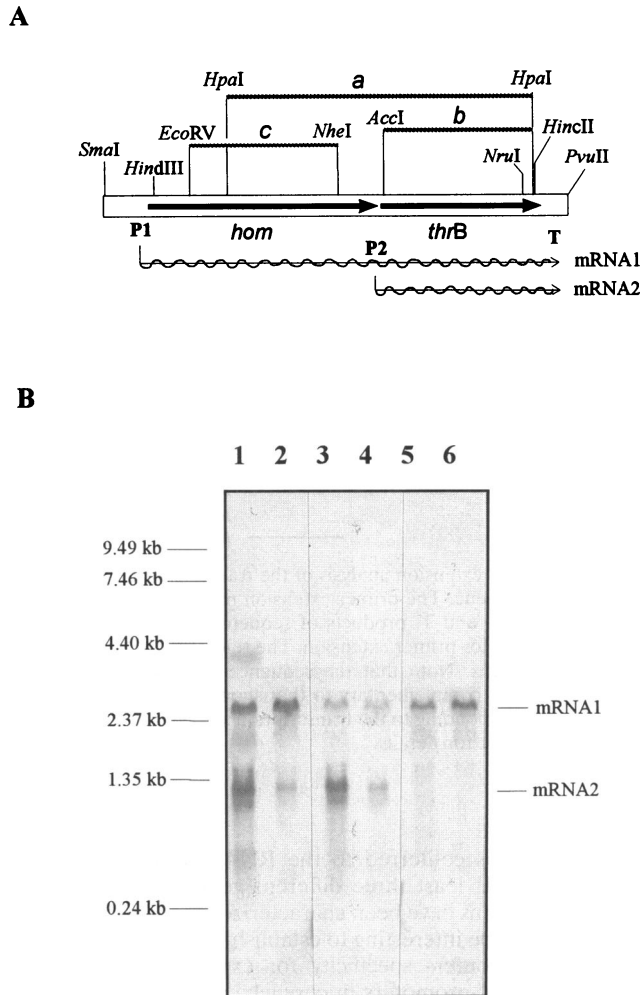 A
HpaI a HpaI
AccI b
EcoRV c NheI HincII
SmaI HindIII NruI PvuII
P1 hom P2 thrB T
mRNA1
mRNA2
B
1 2 3 4 5 6
9.49 kb
7.46 kb
4.40 kb
mRNA1
2.37 kb
1.35 kb
mRNA2
0.24 kb